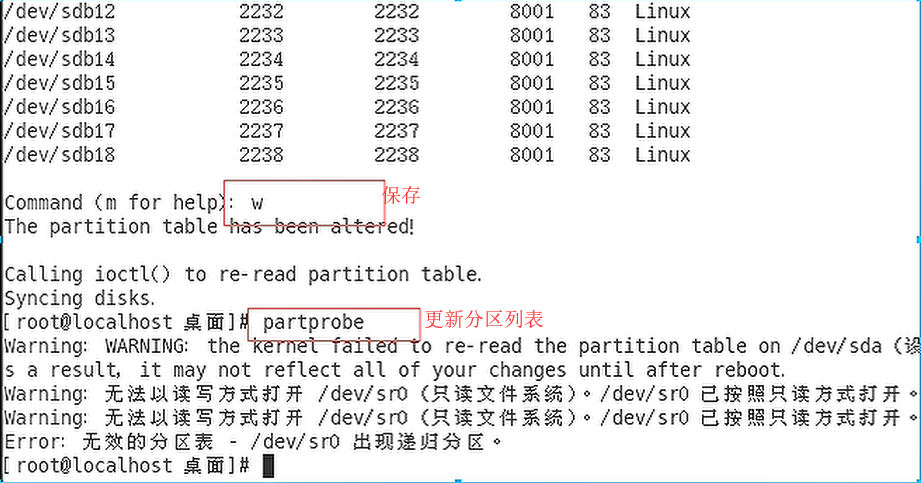 /dev/sdb12 2232 2232 8001 83 Linux
/dev/sdb13 2233 2233 8001 83 Linux
/dev/sdb14 2234 2234 8001 83 Linux
/dev/sdb15 2235 2235 8001 83 Linux
/dev/sdb16 2236 2236 8001 83 Linux
/dev/sdb17 2237 2237 8001 83 Linux
/dev/sdb18 2238 2238 8001 83 Linux
Command (m for help): w 保存
The partition table has been altered!
Calling ioctl() to re-read partition table.
Syncing disks.
[root@localhost 桌面]# partprobe 更新分区列表
Warning: WARNING: the kernel failed to re-read the partition table on /dev/sda (设
s a result, it may not reflect all of your changes until after reboot.
Warning: 无法以读写方式打开 /dev/sr0 (只读文件系统)。/dev/sr0 已按照只读方式打开。
Warning: 无法以读写方式打开 /dev/sr0 (只读文件系统)。/dev/sr0 已按照只读方式打开。
Error: 无效的分区表 - /dev/sr0 出现递归分区。
[root@localhost 桌面]#